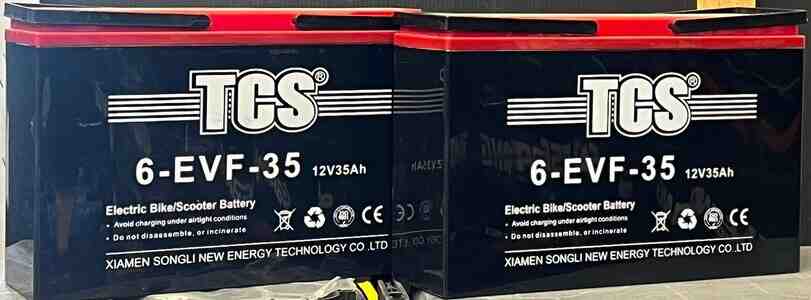 TCS®
6-EVF-35 12V35Ah
Electric Bike/Scooter Battery
• Avoid charging under airtight conditions
• Do not disassemble, or incinerate
CE
XIAMEN SONGLI NEW ENERGY TECHNOLOGY CO .,LTD
TCS®
6-EVF-35 12V35Ah
Electric Bike/Scooter Battery
• Avoid charging under airtight conditions
• Do not disassemble, or incinerate
CE
XIAMEN SONGLI NEW ENERGY TECHNOLOGY CO .,LTD